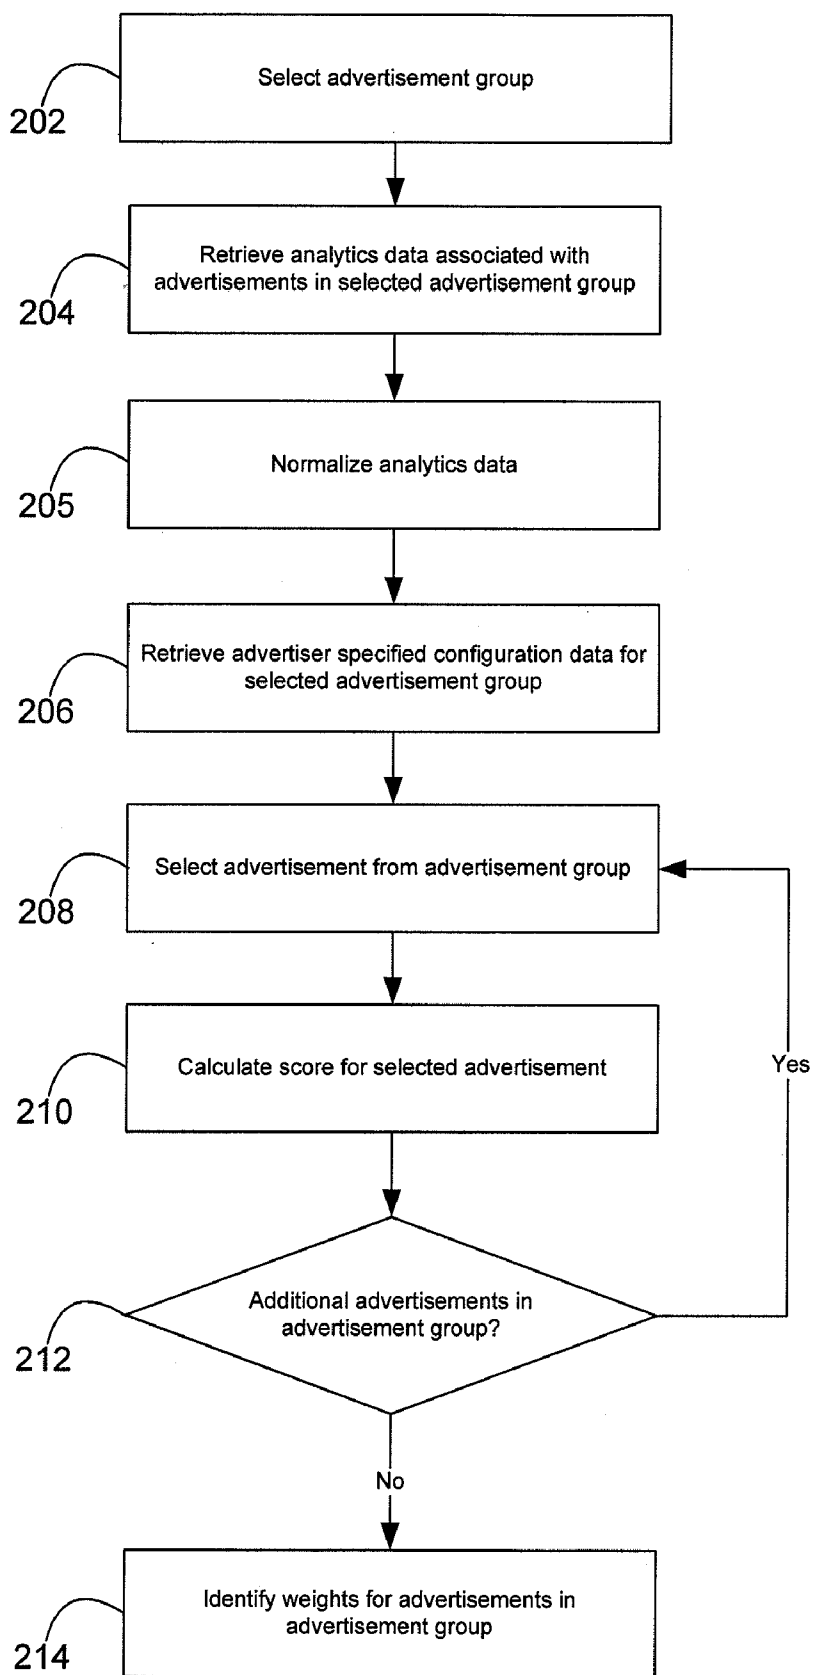 Select advertisement group
202
Retrieve analytics data associated with
advertisements in selected advertisement group
204
Normalize analytics data
205
Retrieve advertiser specified configuration data for
selected advertisement group
206
Select advertisement from advertisement group
208
Calculate score for selected advertisement
210
Yes
Additional advertisements in
advertisement group?
212
No
Identify weights for advertisements in
advertisement group
214